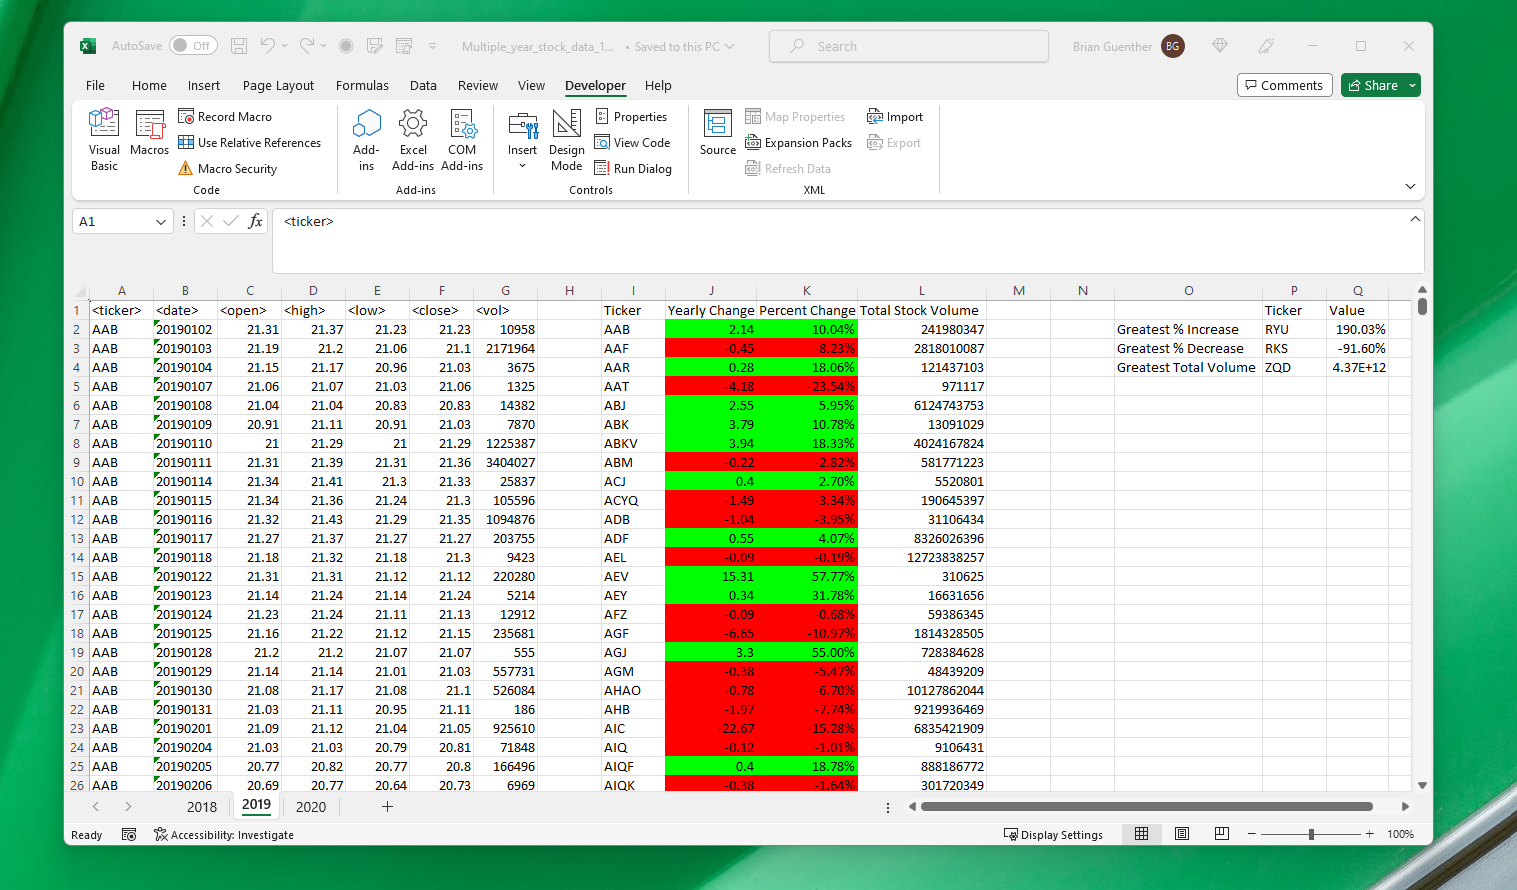 AutoSave Off Multiple_year_stock_data_1... • Saved to this PC Search Brian Guenther BG
File Home Insert Page Layout Formulas Data Review View Developer Help Comments Share
Visual Basic
Macros
Record Macro
Use Relative References
Macro Security
Code
Add-ins
Excel Add-ins
COM Add-ins
Add-ins
Insert
Design Mode
Properties
View Code
Run Dialog
Controls
Source
Map Properties
Expansion Packs
Refresh Data
Import
Export
XML
A1 fx <ticker>
A B C D E F G H I J K L M N O P Q
1 <ticker> <date> <open> <high> <low> <close> <vol> Ticker Yearly Change Percent Change Total Stock Volume Ticker Value
2 AAB 20190102 21.31 21.37 21.23 21.23 10958 AAB 2.14 10.04% 241980347 Greatest % Increase RYU 190.03%
3 AAB 20190103 21.19 21.2 21.06 21.1 2171964 AAF -0.45 -8.23% 2818010087 Greatest % Decrease RKS -91.60%
4 AAB 20190104 21.15 21.17 20.96 21.03 3675 AAR 0.28 18.06% 121437103 Greatest Total Volume ZQD 4.37E+12
5 AAB 20190107 21.06 21.07 21.03 21.06 1325 AAT -4.18 -23.54% 971117
6 AAB 20190108 21.04 21.04 20.83 20.83 14382 ABJ 2.55 5.95% 6124743753
7 AAB 20190109 20.91 21.11 20.91 21.03 7870 ABK 3.79 10.78% 13091029
8 AAB 20190110 21 21.29 21 21.29 1225387 ABKV 3.94 18.33% 4024167824
9 AAB 20190111 21.31 21.39 21.31 21.36 3404027 ABM -0.22 -2.82% 581771223
10 AAB 20190114 21.34 21.41 21.3 21.33 25837 ACJ 0.4 2.70% 5520801
11 AAB 20190115 21.34 21.36 21.24 21.3 105596 ACYQ -1.49 -3.34% 190645397
12 AAB 20190116 21.32 21.43 21.29 21.35 1094876 ADB -1.04 -3.95% 31106434
13 AAB 20190117 21.27 21.37 21.27 21.27 203755 ADF 0.55 4.07% 8326026396
14 AAB 20190118 21.18 21.32 21.18 21.3 9423 AEL -0.09 -0.19% 12723838257
15 AAB 20190122 21.31 21.31 21.12 21.12 220280 AEV 15.31 57.77% 310625
16 AAB 20190123 21.14 21.24 21.14 21.24 5214 AEY 0.34 31.78% 16631656
17 AAB 20190124 21.23 21.24 21.11 21.13 12912 AFZ -0.09 -0.68% 59386345
18 AAB 20190125 21.16 21.22 21.12 21.15 235681 AGF -6.65 -10.97% 1814328505
19 AAB 20190128 21.2 21.2 21.07 21.07 555 AGJ 3.3 55.00% 728384628
20 AAB 20190129 21.14 21.14 21.01 21.03 557731 AGM -0.38 -5.47% 48439209
21 AAB 20190130 21.08 21.17 21.08 21.1 526084 AHAO -0.78 -6.70% 10127862044
22 AAB 20190131 21.03 21.11 20.95 21.11 186 AHB -1.97 -7.74% 9219936469
23 AAB 20190201 21.09 21.12 21.04 21.05 925610 AIC -22.67 -15.28% 6835421909
24 AAB 20190204 21.03 21.03 20.79 20.81 71848 AIQ -0.12 -1.01% 9106431
25 AAB 20190205 20.77 20.82 20.77 20.8 166496 AIQF 0.4 18.78% 888186772
26 AAB 20190206 20.69 20.77 20.64 20.73 6969 AIQK -0.38 -1.64% 301720349
2018 2019 2020 +
Ready Accessibility: Investigate Display Settings − + 100%